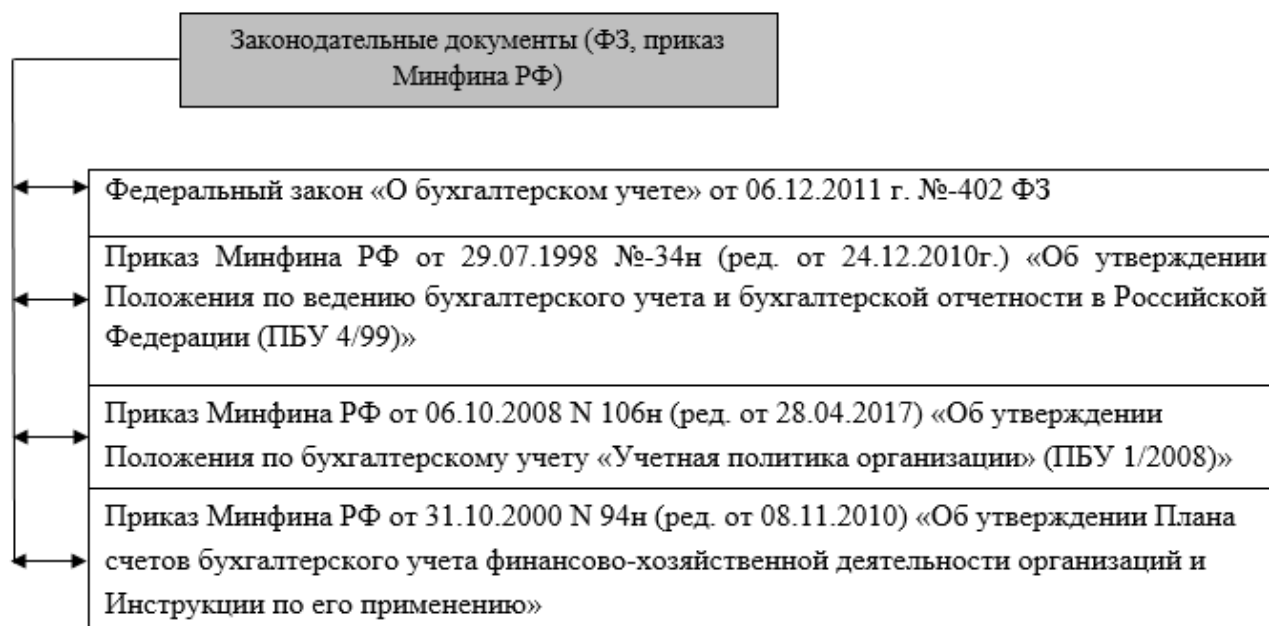 Законодательные документы (ФЗ, приказ
Минфина РФ)
Федеральный закон «О бухгалтерском учете» от 06.12.2011 г. №-402 ФЗ
Приказ Минфина РФ от 29.07.1998 №-34н (ред. от 24.12.2010г.) «Об утверждении
Положения по ведению бухгалтерского учета и бухгалтерской отчетности в Российской
Федерации (ПБУ 4/99)»
Приказ Минфина РФ от 06.10.2008 N 106н (ред. от 28.04.2017) «Об утверждении
Положения по бухгалтерскому учету «Учетная политика организации» (ПБУ 1/2008)»
Приказ Минфина РФ от 31.10.2000 N 94н (ред. от 08.11.2010) «Об утверждении Плана
счетов бухгалтерского учета финансово-хозяйственной деятельности организаций и
Инструкции по его применению»